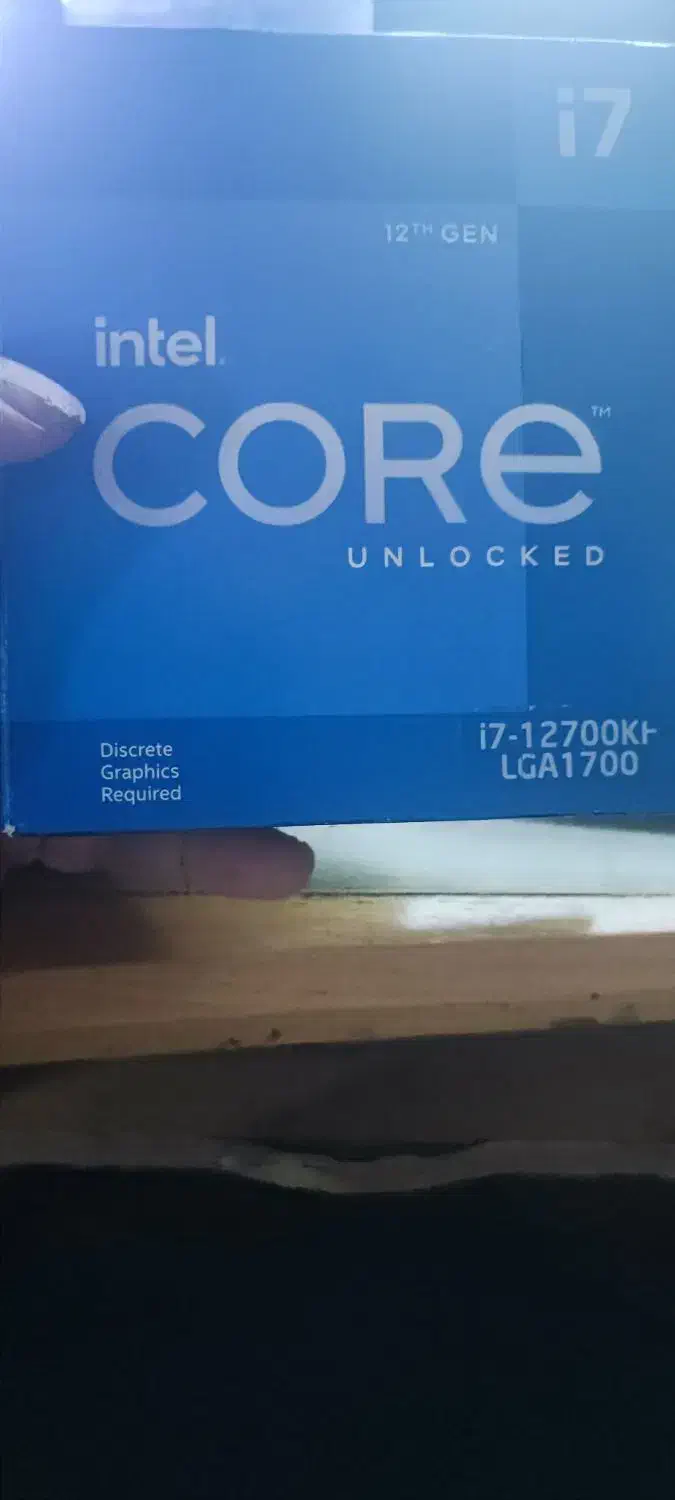 i7
12TH GEN
intel.
CORE™
UNLOCKED
Discrete
Graphics
Required
i7-12700KF
LGA1700